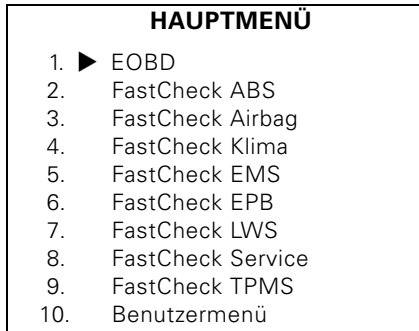 HAUPTMENÜ
1. ▶ EOBD
2. FastCheck ABS
3. FastCheck Airbag
4. FastCheck Klima
5. FastCheck EMS
6. FastCheck EPB
7. FastCheck LWS
8. FastCheck Service
9. FastCheck TPMS
10. Benutzermenü